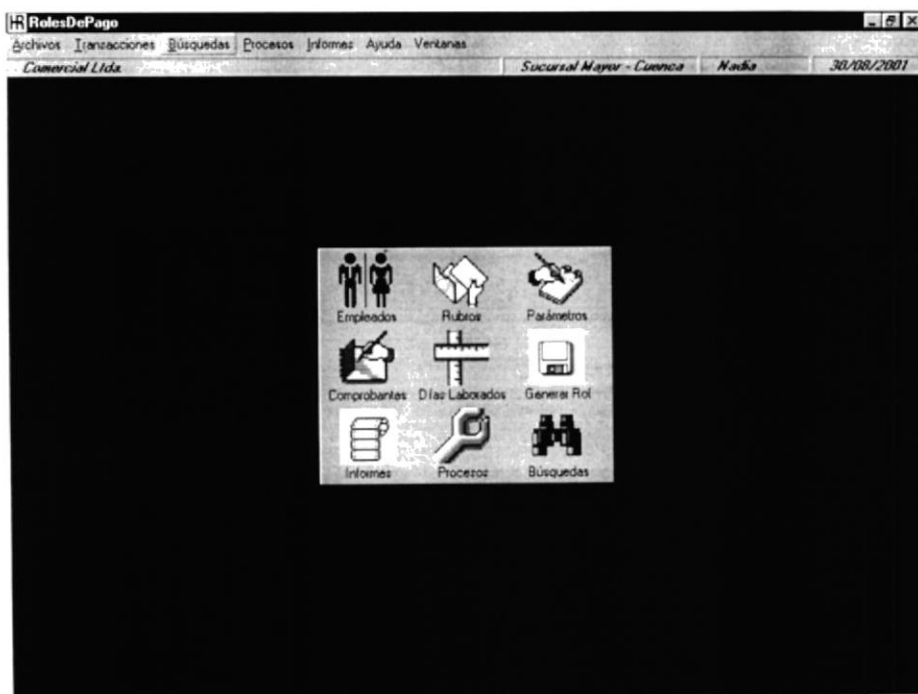 HR RolesDePago
Archivos Transacciones Búsquedas Procesos Informes Ayuda Ventanas
Comercial Ltda. Sucursal Mayor - Cuenca Nadia 30/08/2001
Empleados Rubros Parámetros
Comprobantes Días Laborados Generar Rol
Informes Procesos Búsquedas